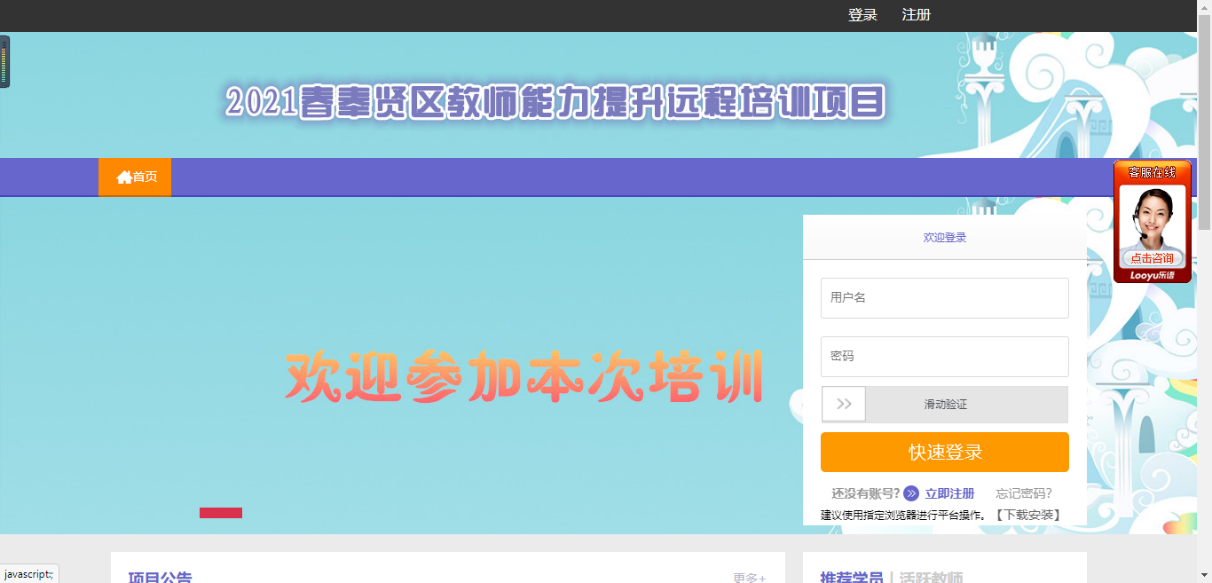 登录 注册
2021春奉贤区教师能力提升远程培训项目
首页
客服在线
点击咨询
Looyu乐语
欢迎登录
用户名
欢迎参加本次培训
密码
>> 滑动验证
快速登录
还没有账号? 立即注册 忘记密码?
建议使用指定浏览器进行平台操作。【下载安装】
javascript:;
项目公告 更多+
推荐学员 | 活跃教师